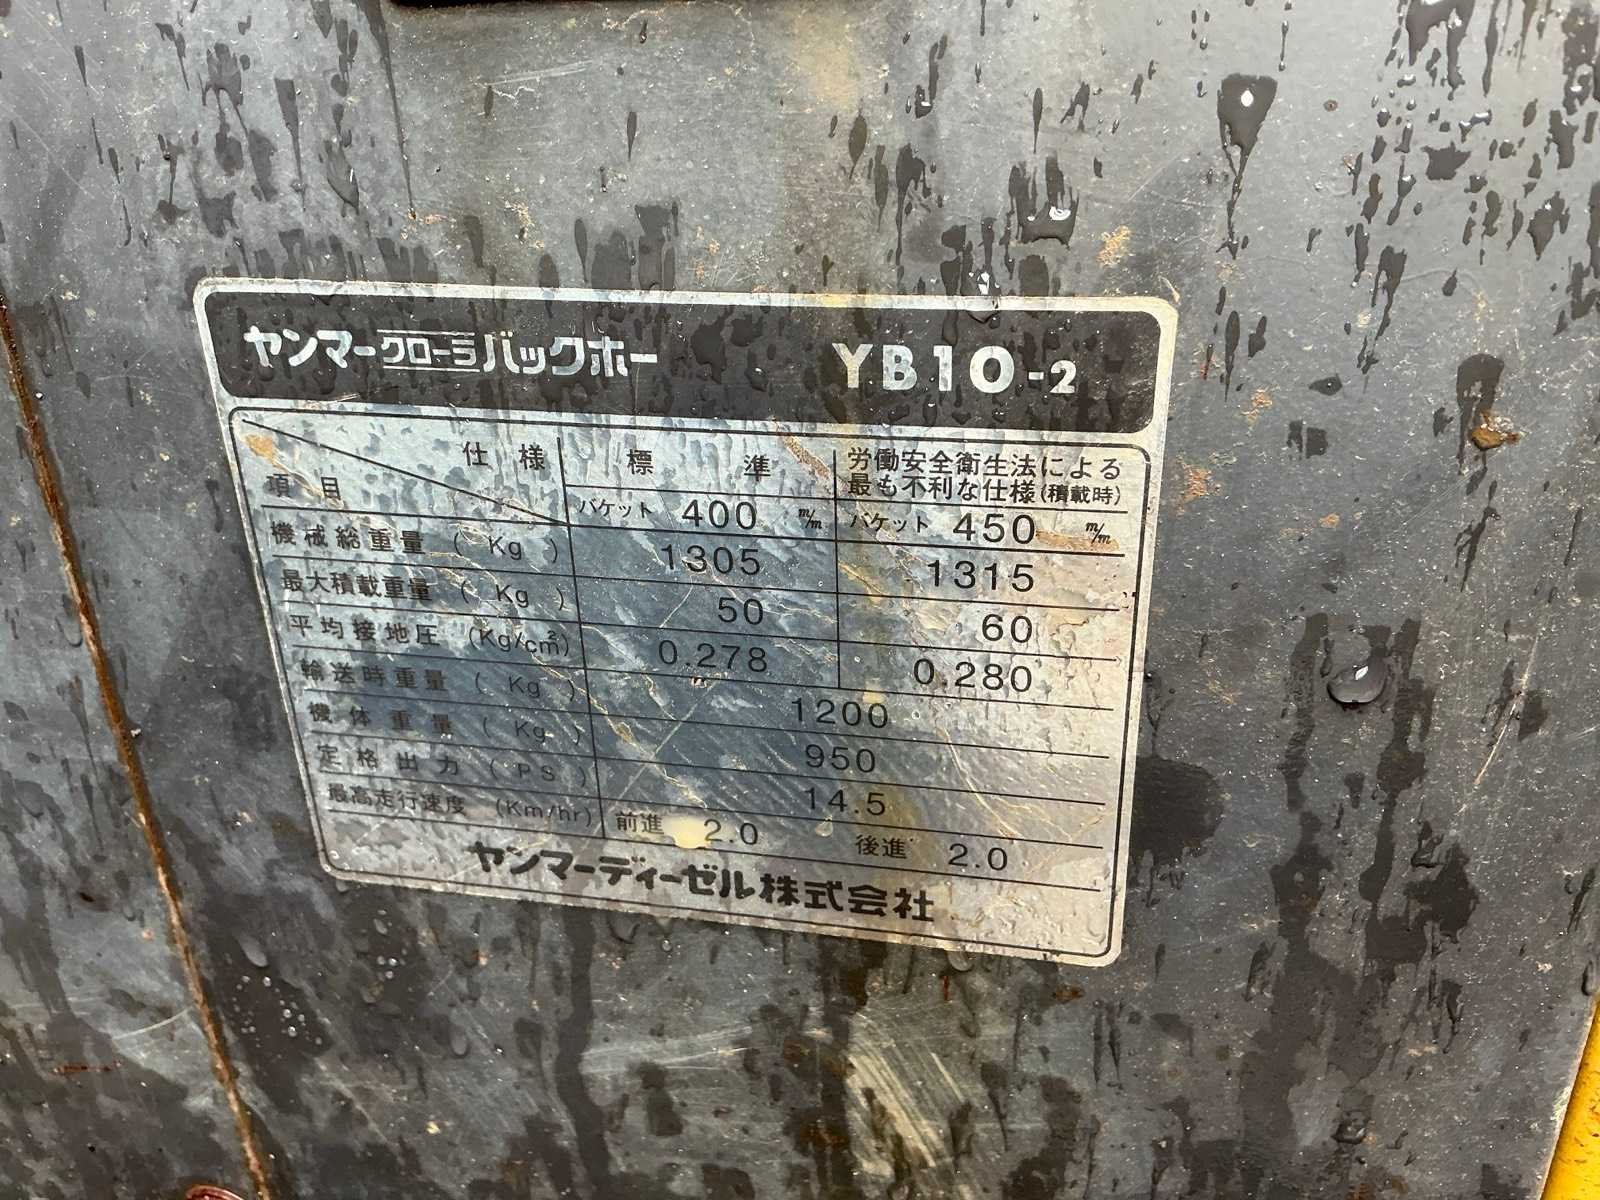 ヤンマークローラバックホー YB10-2
仕様 標準 労働安全衛生法による
項目 最も不利な仕様(積載時)
バケット 400 m/m バケット 450 m/m
機械総重量 (Kg) 1305 1315
最大積載重量 (Kg) 50 60
平均接地圧 (Kg/cm²) 0.278 0.280
輸送時重量 (Kg) 1200
機体重量 (Kg) 950
定格出力 (PS) 14.5
最高走行速度 (Km/hr) 前進 2.0 後進 2.0
ヤンマーディーゼル株式会社